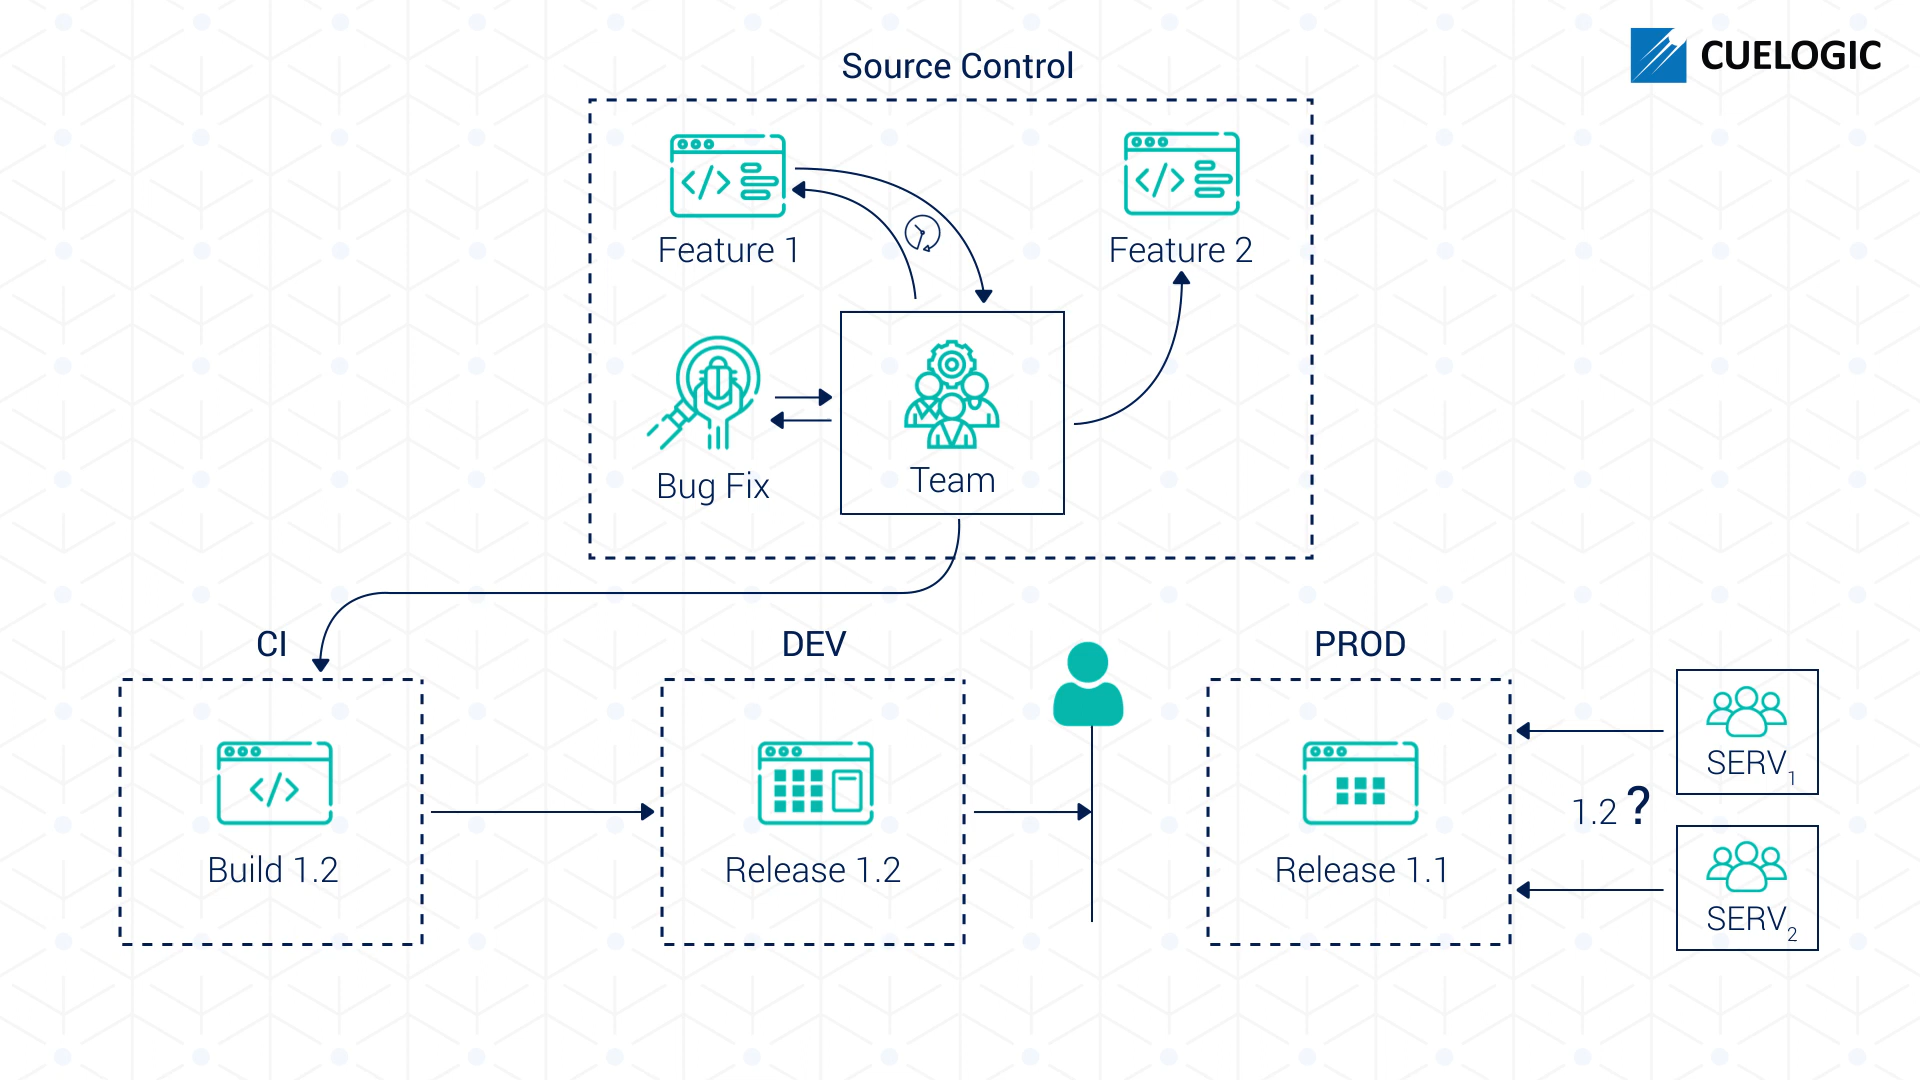 CUELOGIC
Source Control
Feature 1
Feature 2
Bug Fix
Team
CI
DEV
PROD
Build 1.2
Release 1.2
Release 1.1
SERV1
1.2 ?
SERV2